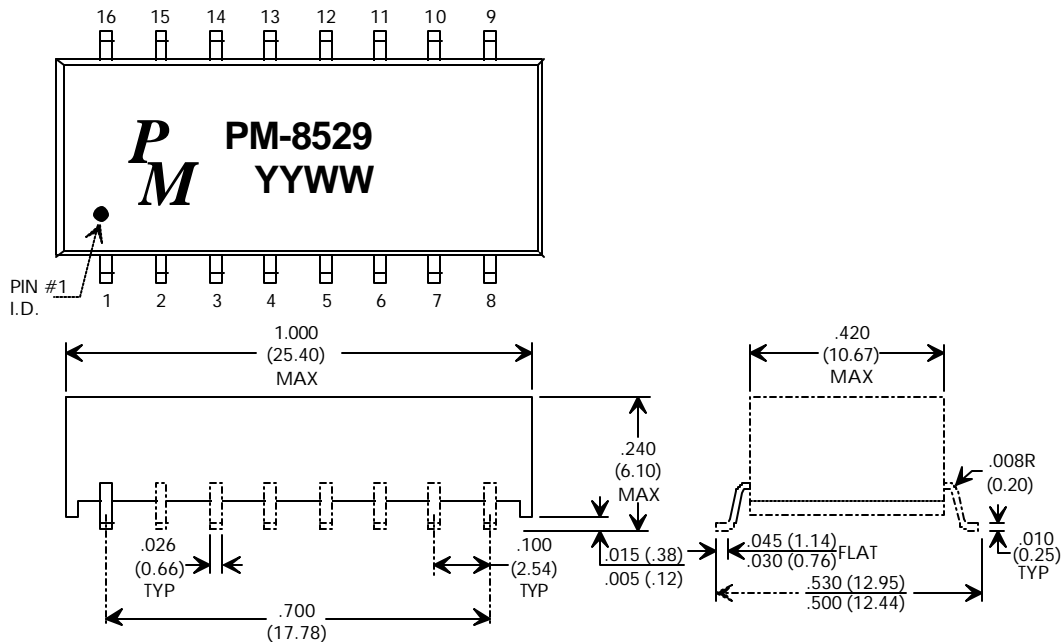 16 15 14 13 12 11 10 9
P
M
PM-8529
YYWW
PIN #1
I.D.
1 2 3 4 5 6 7 8
1.000
(25.40)
MAX
.420
(10.67)
MAX
.240
(6.10)
MAX
.008R
(0.20)
.026
(0.66)
TYP
.100
(2.54)
TYP
.015 (.38)
.005 (.12)
.045 (1.14)
.030 (0.76)
FLAT
.010
(0.25)
TYP
.530 (12.95)
.500 (12.44)
.700
(17.78)